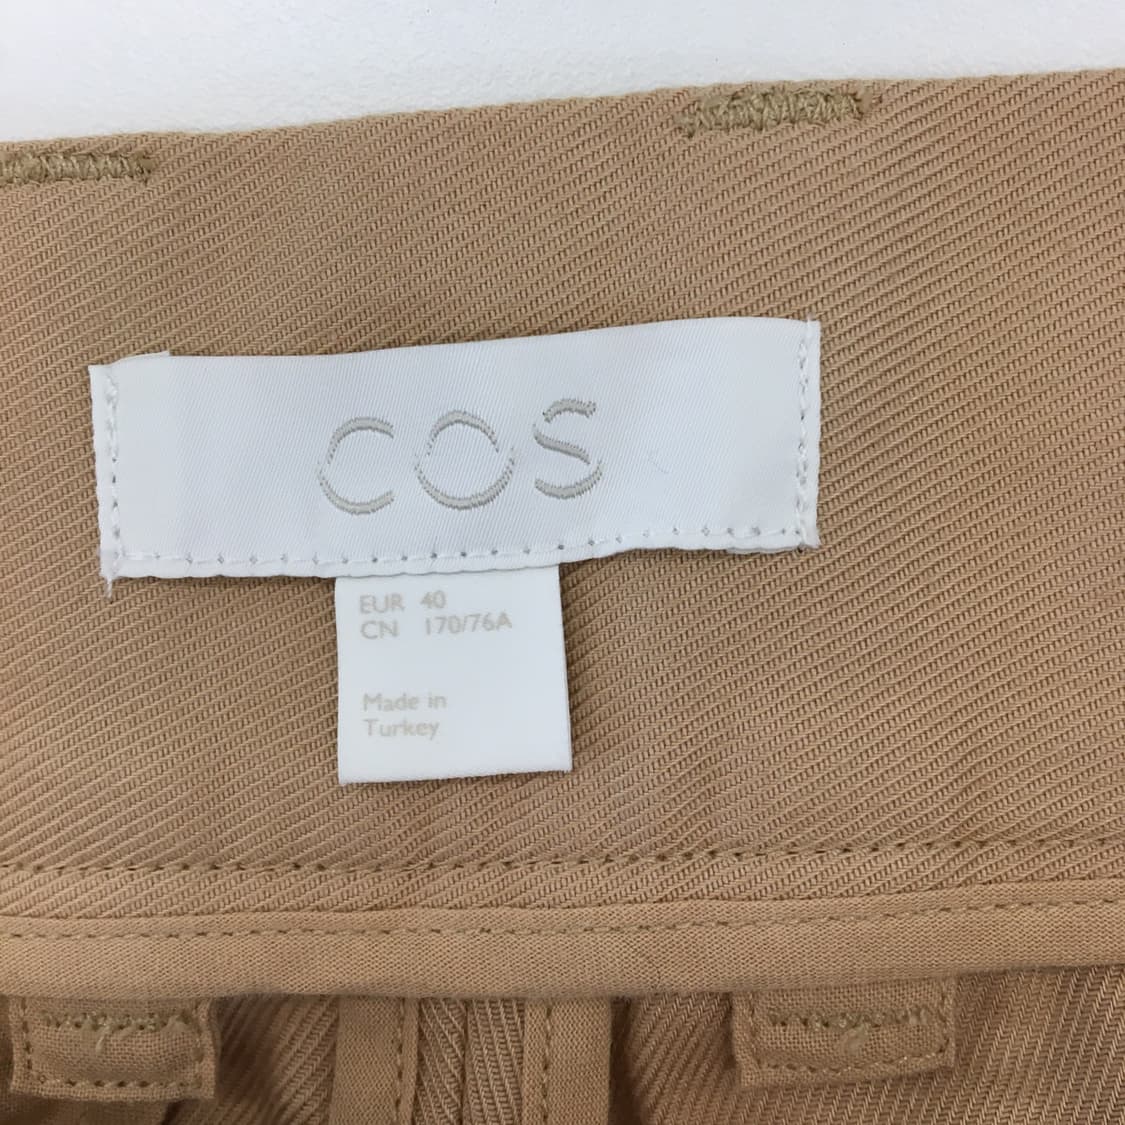 COS
EUR 40
CN 170/76A
Made in
Turkey